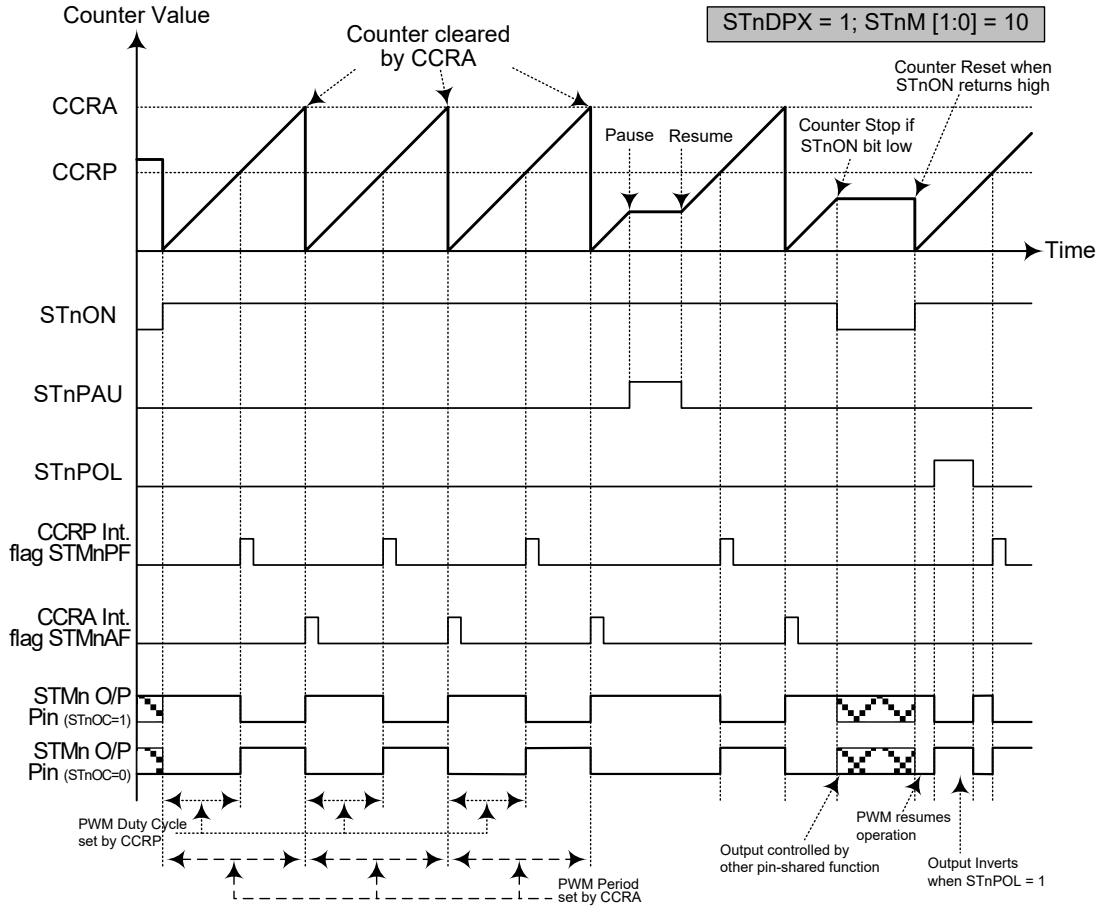 Counter Value
STnDPX = 1; STnM [1:0] = 10
Counter cleared
by CCRA
Counter Reset when
STnON returns high
CCRA
Pause
Resume
Counter Stop if
STnON bit low
CCRP
Time
STnON
STnPAU
STnPOL
CCRP Int.
flag STMnPF
CCRA Int.
flag STMnAF
STMn O/P
Pin (STnOC=1)
STMn O/P
Pin (STnOC=0)
PWM Duty Cycle
set by CCRP
PWM resumes
operation
Output controlled by
other pin-shared function
Output Inverts
when STnPOL = 1
PWM Period
set by CCRA